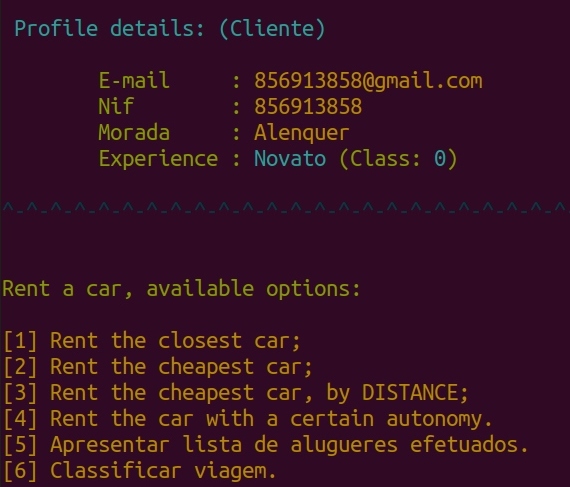 Profile details: (Cliente)
E-mail : 856913858@gmail.com
Nif : 856913858
Morada : Alenquer
Experience : Novato (Class: 0)
^-^-^-^-^-^-^-^-^-^-^-^-^-^-^-^-^-^-^-^-^-^-^-^
Rent a car, available options:
[1] Rent the closest car;
[2] Rent the cheapest car;
[3] Rent the cheapest car, by DISTANCE;
[4] Rent the car with a certain autonomy.
[5] Apresentar lista de alugueres efetuados.
[6] Classificar viagem.